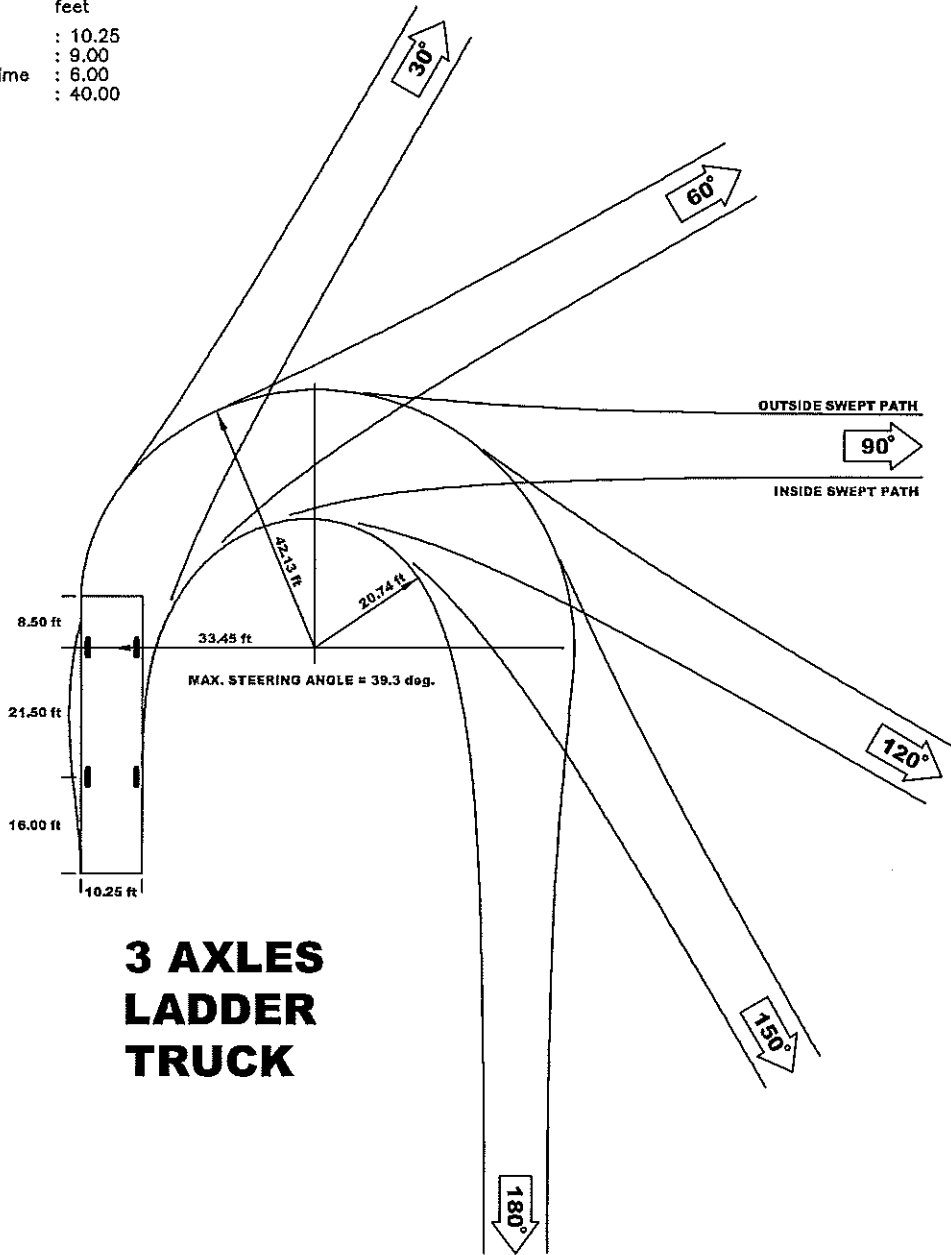 feet
: 10.25
: 9.00
ime : 6.00
: 40.00
30°
60°
OUTSIDE SWEPT PATH
90°
INSIDE SWEPT PATH
42.13 ft
20.74 ft
8.50 ft
33.45 ft
MAX. STEERING ANGLE = 39.3 deg.
21.50 ft
120°
16.00 ft
10.25 ft
3 AXLES
LADDER
TRUCK
150°
180°